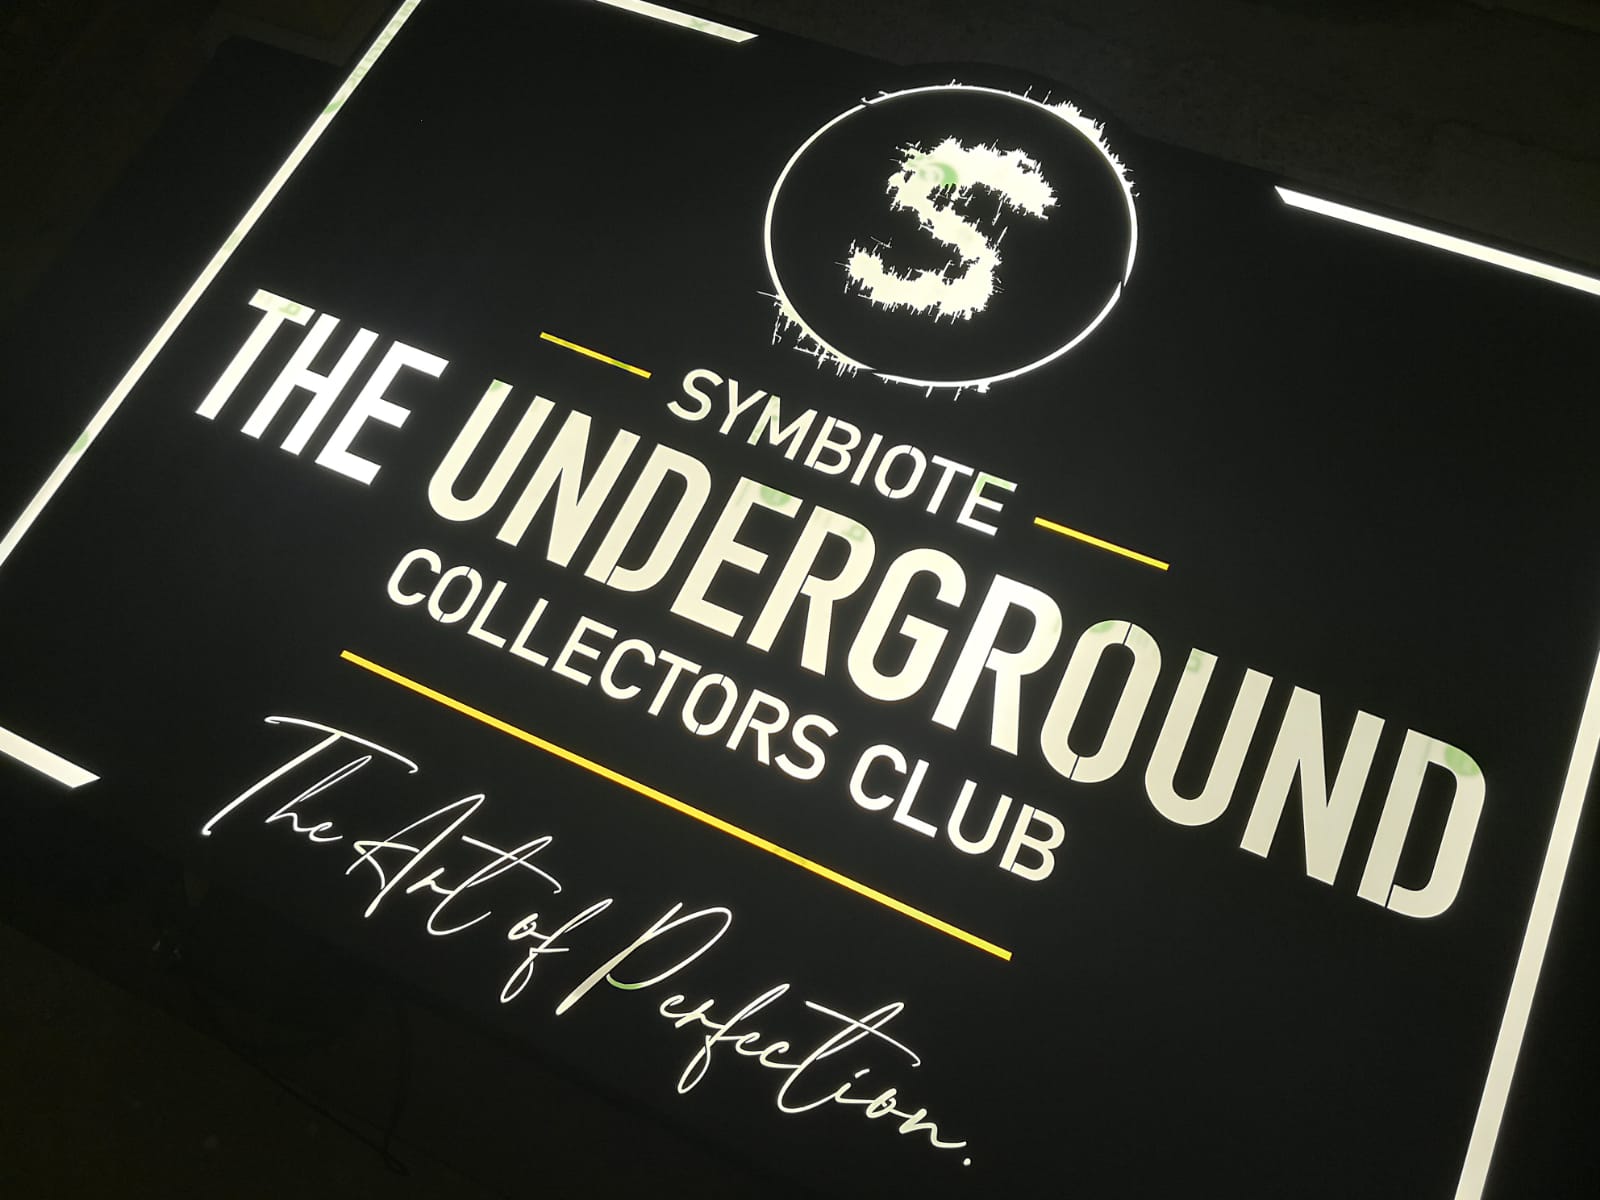 S
SYMBIOTE
THE UNDERGROUND
COLLECTORS CLUB
The Art of Perfection.